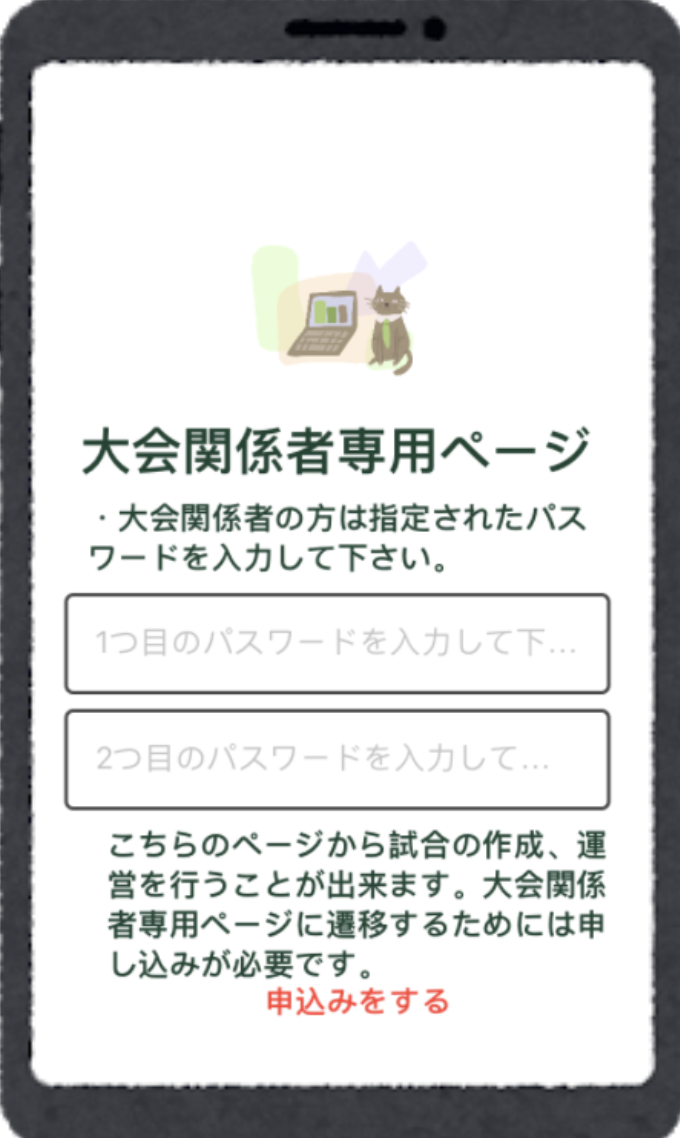 大会関係者専用ページ
・大会関係者の方は指定されたパス
ワードを入力して下さい。
1つ目のパスワードを入力して下...
2つ目のパスワードを入力して...
こちらのページから試合の作成、運
営を行うことが出来ます。大会関係
者専用ページに遷移するためには申
し込みが必要です。
申込みをする